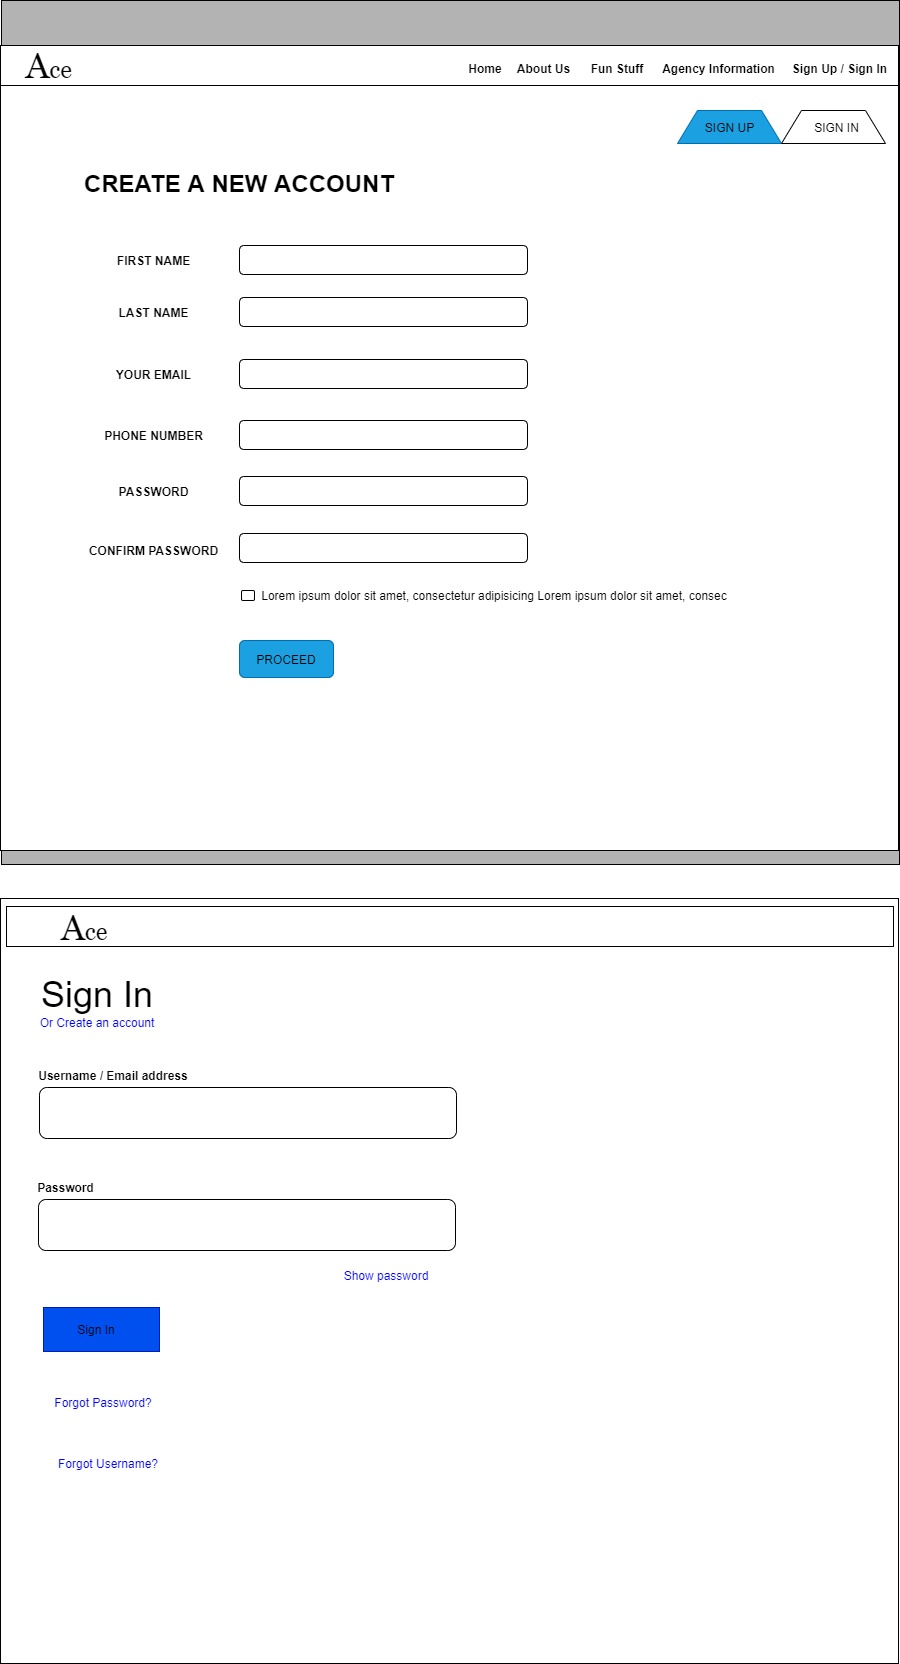 Ace
Home About Us Fun Stuff Agency Information Sign Up / Sign In
SIGN UP SIGN IN
CREATE A NEW ACCOUNT
FIRST NAME
LAST NAME
YOUR EMAIL
PHONE NUMBER
PASSWORD
CONFIRM PASSWORD
Lorem ipsum dolor sit amet, consectetur adipisicing Lorem ipsum dolor sit amet, consec
PROCEED
Ace
Sign In
Or Create an account
Username / Email address
Password
Show password
Sign In
Forgot Password?
Forgot Username?